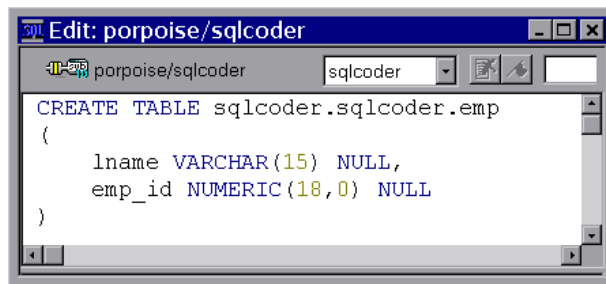 SQL Edit: porpoise/sqlcoder
porpoise/sqlcoder sqlcoder
CREATE TABLE sqlcoder.sqlcoder.emp
(
    lname VARCHAR(15) NULL,
    emp_id NUMERIC(18,0) NULL
)